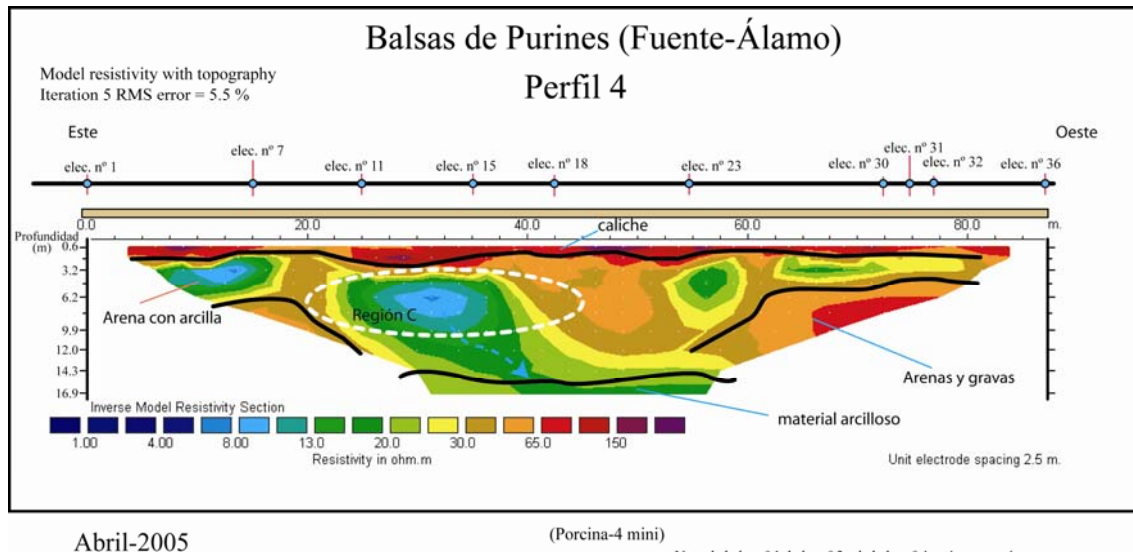 Balsas de Purines (Fuente-Álamo)
Perfil 4
Model resistivity with topography
Iteration 5 RMS error = 5.5 %
Este
Oeste
elec. nº 1
elec. nº 7
elec. nº 11
elec. nº 15
elec. nº 18
elec. nº 23
elec. nº 30
elec. nº 31
elec. nº 32
elec. nº 36
0.0 20.0 40.0 60.0 80.0 m.
Profundidad
(m)
0.6
3.2
6.2
9.9
12.0
14.3
16.9
caliche
Región C
Arena con arcilla
Arenas y gravas
material arcilloso
Inverse Model Resistivity Section
1.00 4.00 8.00 13.0 20.0 30.0 65.0 150
Resistivity in ohm.m
Unit electrode spacing 2.5 m.
Abril-2005
(Porcina-4 mini)